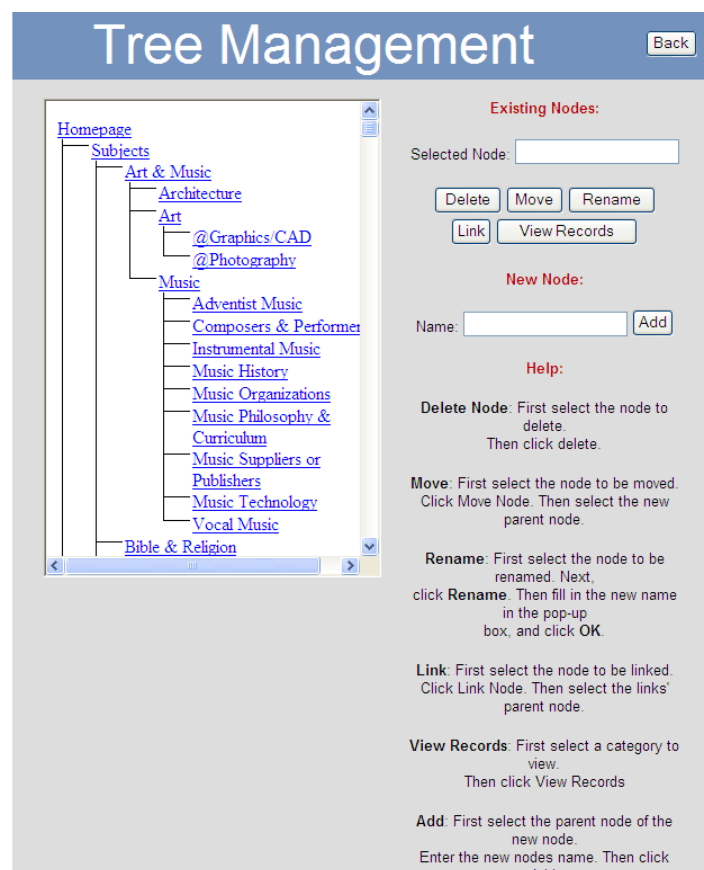 Tree Management
Back
Homepage
Subjects
Art & Music
Architecture
Art
@Graphics/CAD
@Photography
Music
Adventist Music
Composers & Performer
Instrumental Music
Music History
Music Organizations
Music Philosophy &
Curriculum
Music Suppliers or
Publishers
Music Technology
Vocal Music
Bible & Religion
Existing Nodes:
Selected Node:
Delete Move Rename
Link View Records
New Node:
Name: Add
Help:
Delete Node: First select the node to
delete.
Then click delete.
Move: First select the node to be moved.
Click Move Node. Then select the new
parent node.
Rename: First select the node to be
renamed. Next,
click Rename. Then fill in the new name
in the pop-up
box, and click OK.
Link: First select the node to be linked.
Click Link Node. Then select the links'
parent node.
View Records: First select a category to
view.
Then click View Records
Add: First select the parent node of the
new node.
Enter the new nodes name. Then click